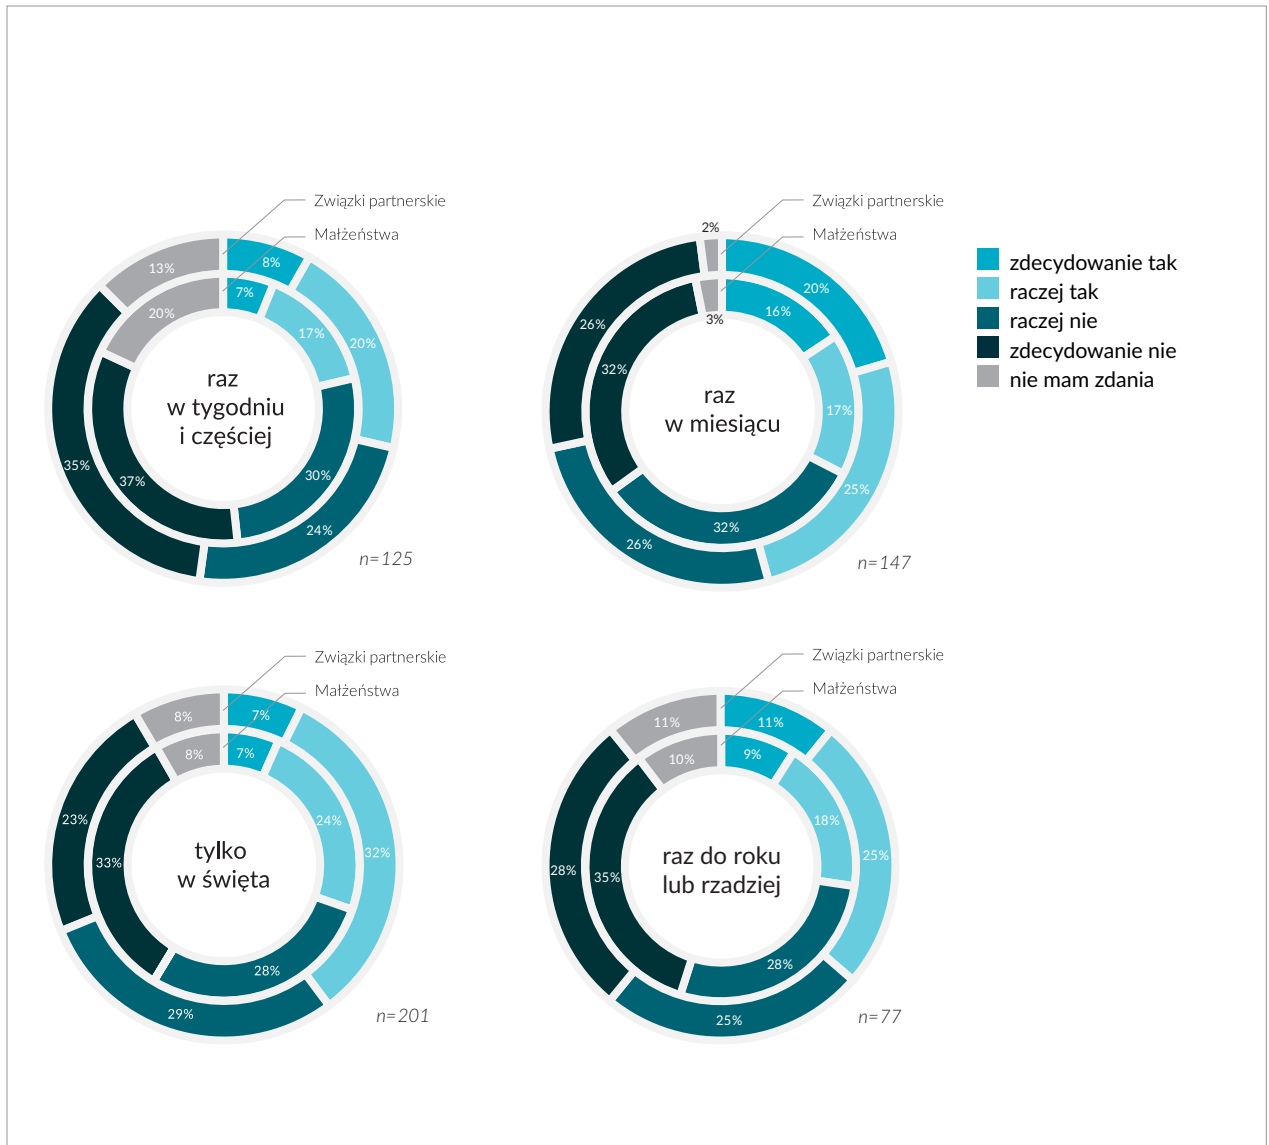 Związki partnerskie
Małżeństwa
13%
8%
20%
7%
17%
20%
raz
w tygodniu
i częściej
35%
37%
30%
24%
n=125
Związki partnerskie
Małżeństwa
2%
3%
20%
16%
26%
32%
17%
25%
raz
w miesiącu
32%
26%
n=147
zdecydowanie tak
raczej tak
raczej nie
zdecydowanie nie
nie mam zdania
Związki partnerskie
Małżeństwa
8%
7%
8%
7%
23%
24%
33%
32%
tylko
w święta
28%
29%
n=201
Związki partnerskie
Małżeństwa
11%
11%
10%
9%
18%
25%
28%
35%
raz do roku
lub rzadziej
28%
25%
n=77